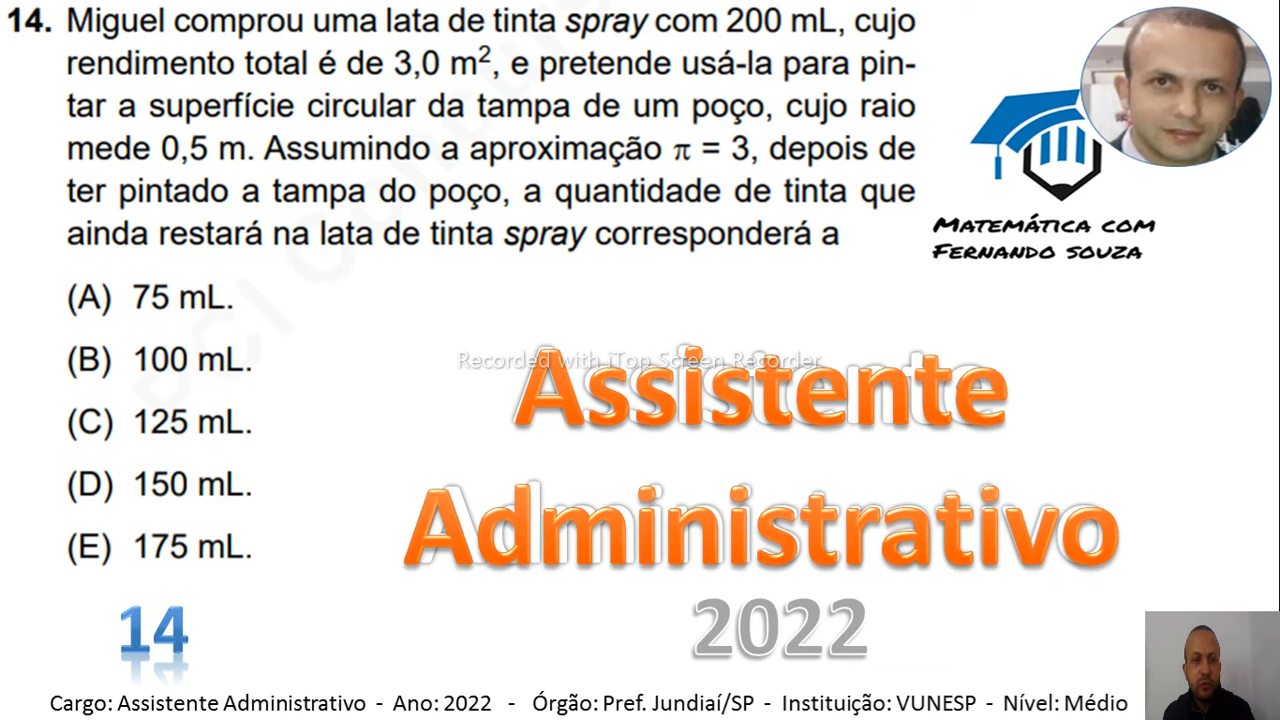 14. Miguel comprou uma lata de tinta spray com 200 mL, cujo
rendimento total é de 3,0 m², e pretende usá-la para pin-
tar a superfície circular da tampa de um poço, cujo raio
mede 0,5 m. Assumindo a aproximação π = 3, depois de
ter pintado a tampa do poço, a quantidade de tinta que
ainda restará na lata de tinta spray corresponderá a
MATEMÁTICA COM
FERNANDO SOUZA
(A) 75 mL.
(B) 100 mL.
(C) 125 mL.
(D) 150 mL.
(E) 175 mL.
Recorded with iTop Screen Recorder
Assistente
Administrativo
14
2022
Cargo: Assistente Administrativo - Ano: 2022 - Órgão: Pref. Jundiaí/SP - Instituição: VUNESP - Nível: Médio